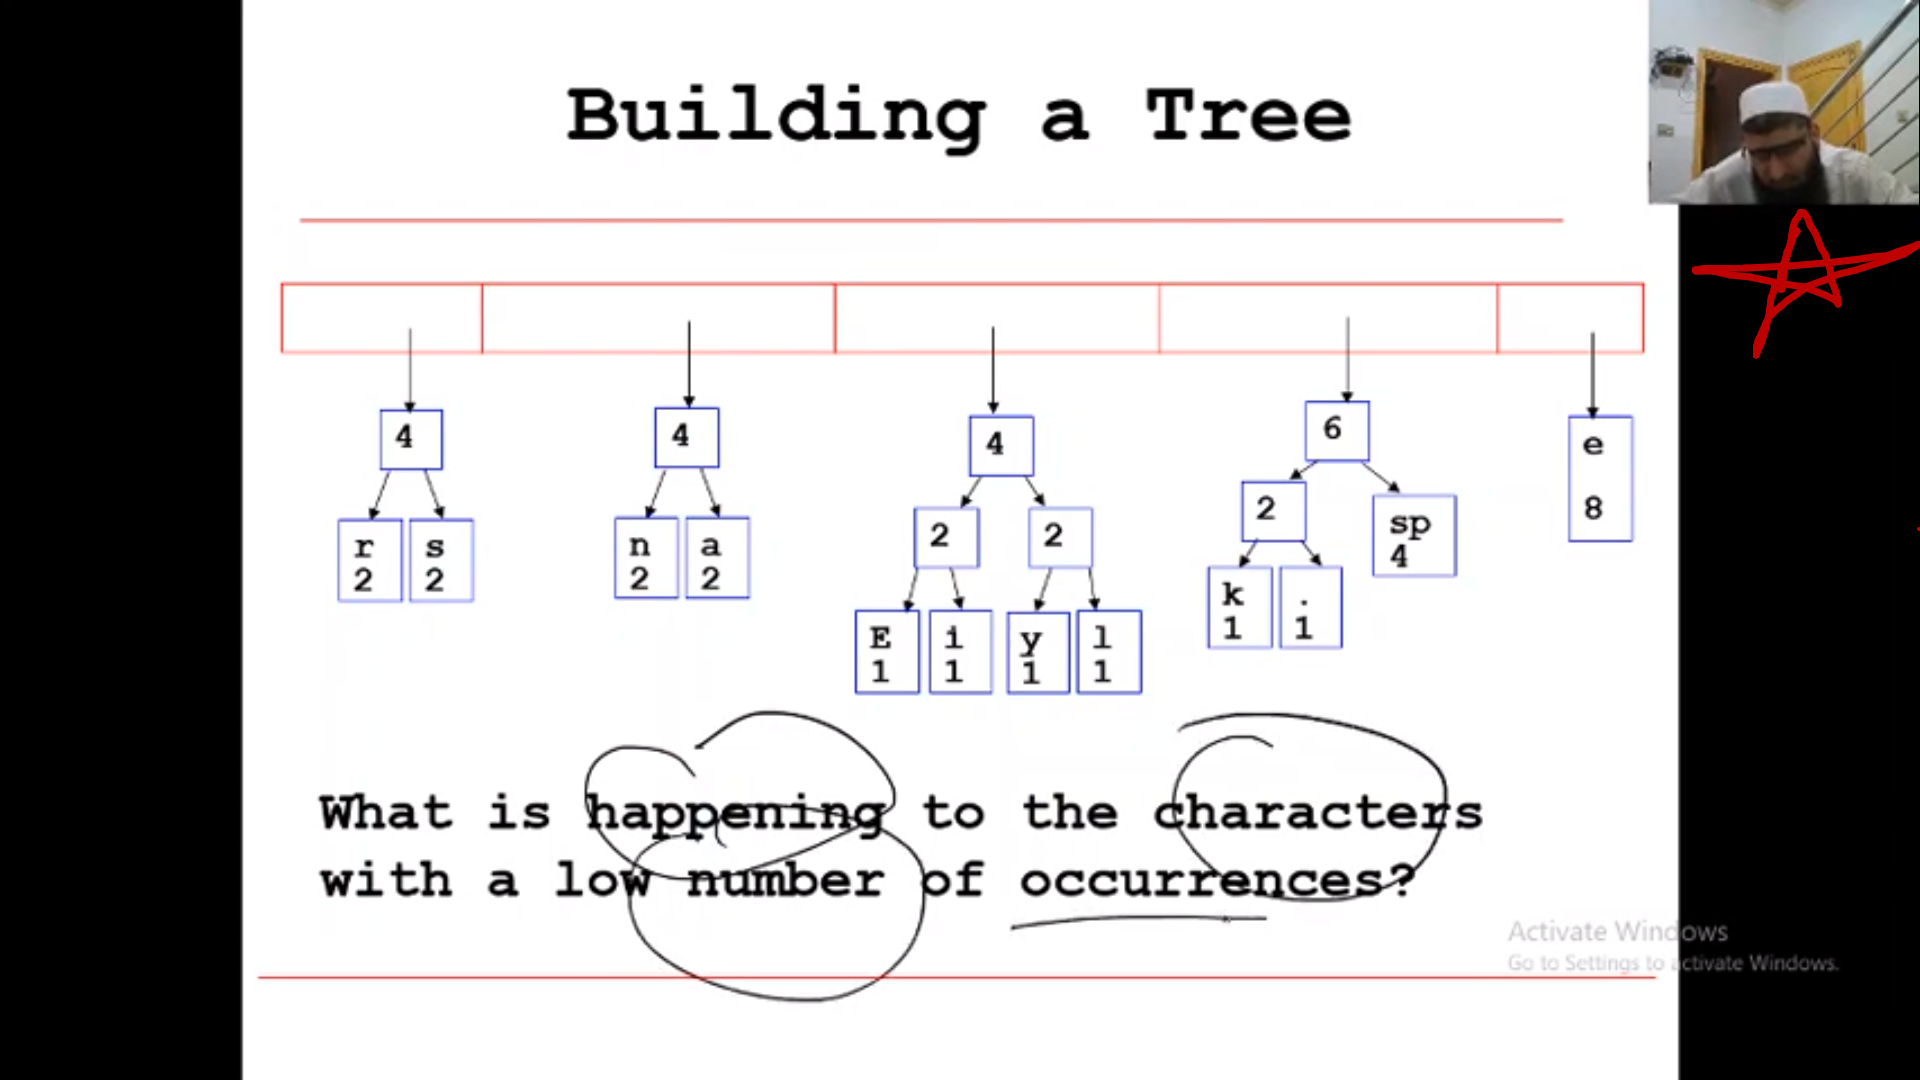 Building a Tree
4
4
4
6
e
8
2
2
2
sp
4
r
2
s
2
n
2
a
2
E
1
i
1
y
1
l
1
k
1
.
1
What is happening to the characters
with a low number of occurrences?
Activate Windows
Go to Settings to activate Windows.